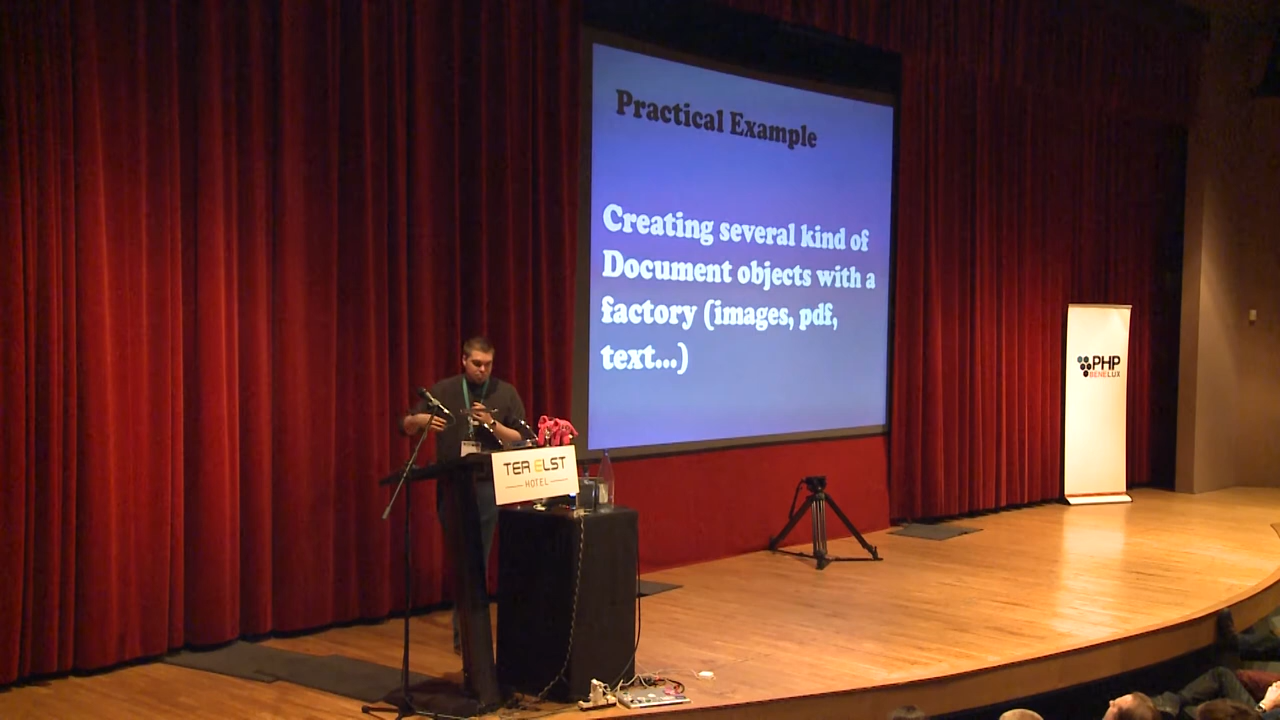 Practical Example
Creating several kind of
Document objects with a
factory (images, pdf,
text...)
TER ELST
HOTEL
PHP
BENELUX